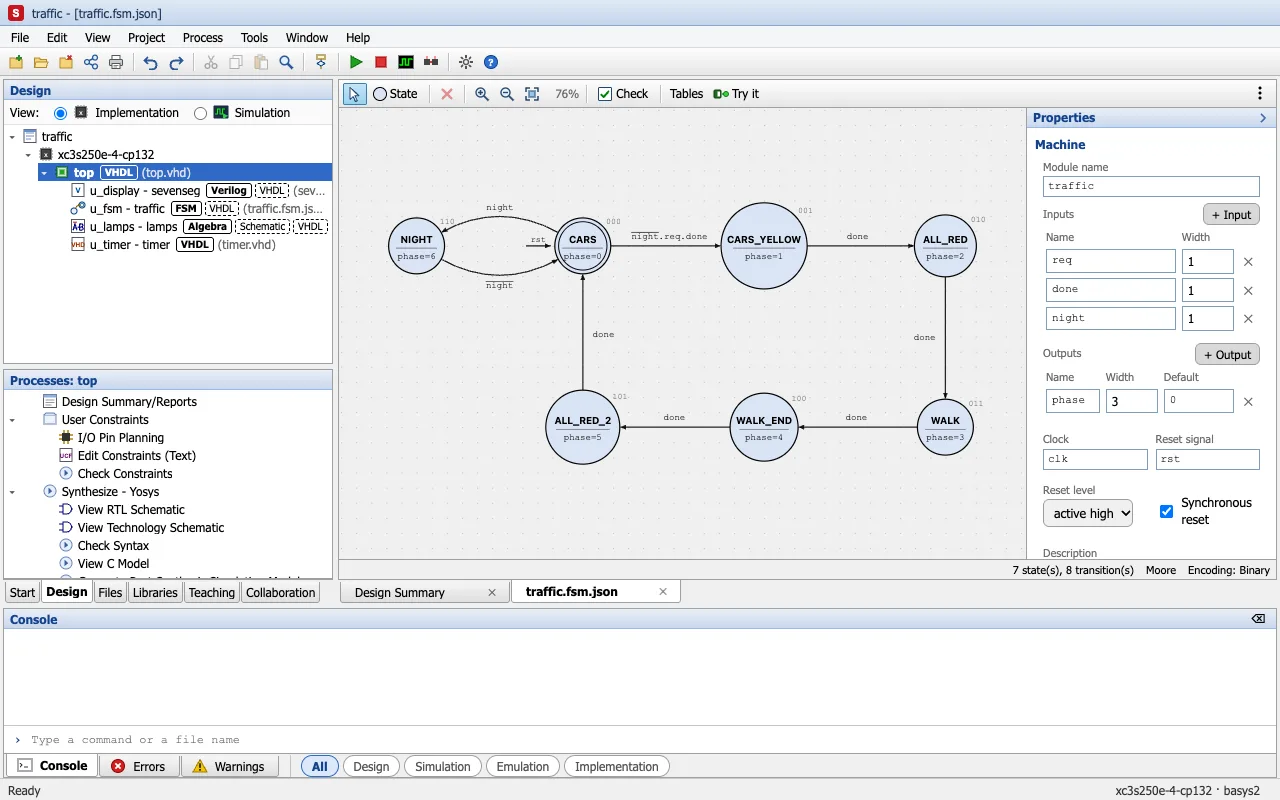 S traffic - [traffic.fsm.json]
File Edit View Project Process Tools Window Help
Design
View: Implementation Simulation
traffic
xc3s250e-4-cp132
top VHDL (top.vhd)
u_display - sevenseg Verilog VHDL (sev...
u_fsm - traffic FSM VHDL (traffic.fsm.js...
u_lamps - lamps Algebra Schematic VHDL
u_timer - timer VHDL (timer.vhd)
Processes: top
Design Summary/Reports
User Constraints
I/O Pin Planning
Edit Constraints (Text)
Check Constraints
Synthesize - Yosys
View RTL Schematic
View Technology Schematic
Check Syntax
View C Model
Start Design Files Libraries Teaching Collaboration
State 76% Check Tables Try it
night
110
NIGHT
phase=6
rst
000
CARS
phase=0
night
night.req.done
001
CARS_YELLOW
phase=1
done
010
ALL_RED
phase=2
done
done
101
ALL_RED_2
phase=5
done
100
WALK_END
phase=4
done
011
WALK
phase=3
Properties
Machine
Module name
traffic
Inputs + Input
Name Width
req 1
done 1
night 1
Outputs + Output
Name Width Default
phase 3 0
Clock Reset signal
clk rst
Reset level
active high Synchronous reset
Description
7 state(s), 8 transition(s) Moore Encoding: Binary
Design Summary traffic.fsm.json
Console
Type a command or a file name
Console Errors Warnings All Design Simulation Emulation Implementation
Ready xc3s250e-4-cp132 · basys2